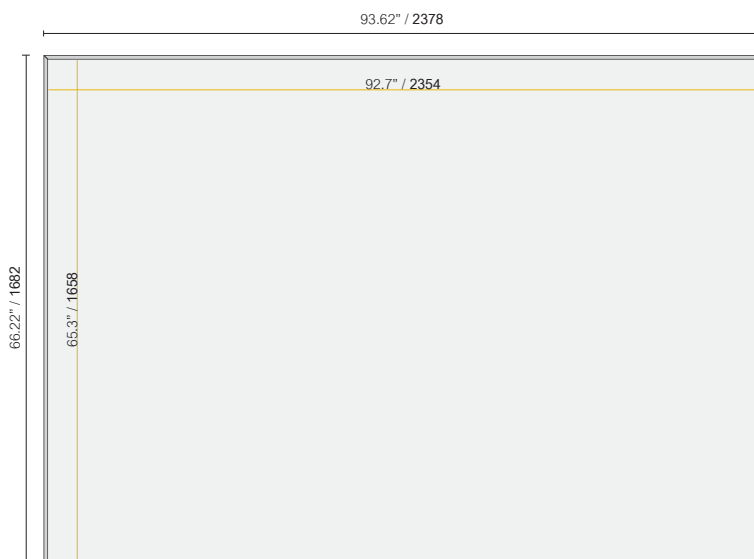 93.62” / 2378
92.7” / 2354
66.22” / 1682
65.3” / 1658